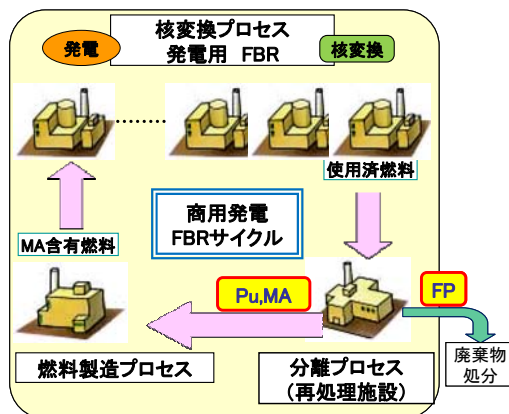 核変換プロセス
発電用 FBR
発電
核変換
使用済燃料
商用発電
FBRサイクル
MA含有燃料
Pu,MA
FP
燃料製造プロセス
分離プロセス
(再処理施設)
廃棄物
処分